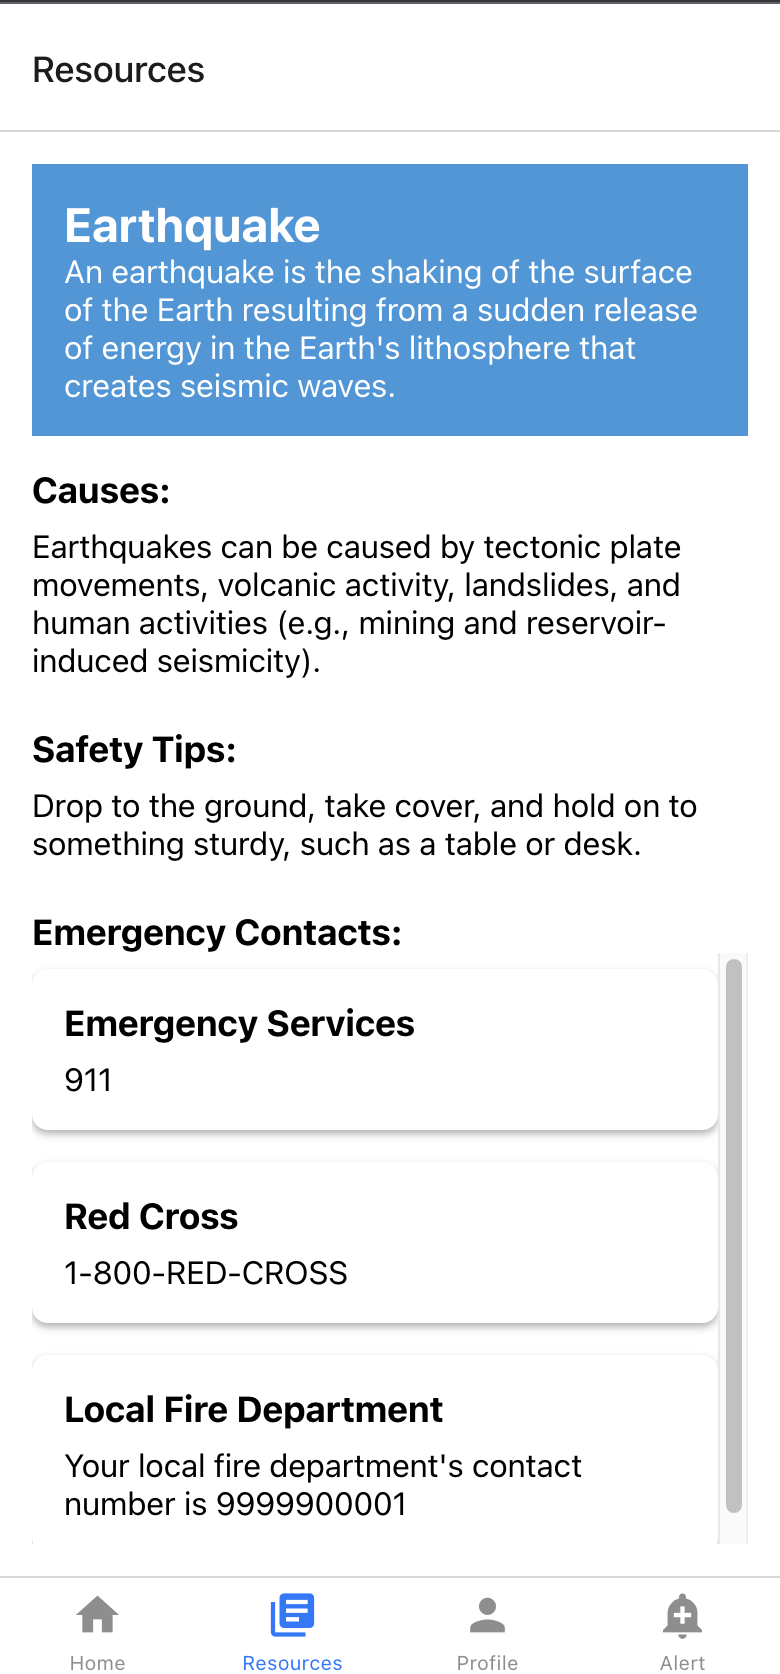 Resources
Earthquake
An earthquake is the shaking of the surface
of the Earth resulting from a sudden release
of energy in the Earth's lithosphere that
creates seismic waves.
Causes:
Earthquakes can be caused by tectonic plate
movements, volcanic activity, landslides, and
human activities (e.g., mining and reservoir-
induced seismicity).
Safety Tips:
Drop to the ground, take cover, and hold on to
something sturdy, such as a table or desk.
Emergency Contacts:
Emergency Services
911
Red Cross
1-800-RED-CROSS
Local Fire Department
Your local fire department's contact
number is 9999900001
Home
Resources
Profile
Alert